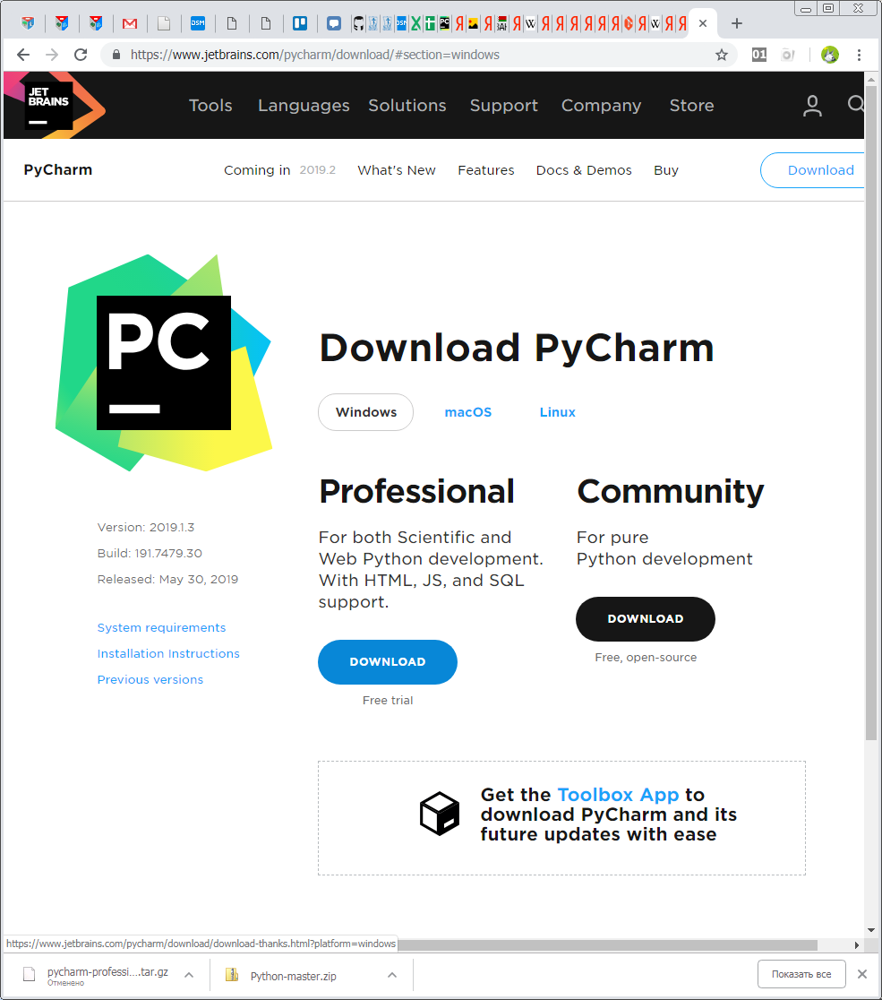 https://www.jetbrains.com/pycharm/download/#section=windows
01
JET
BRAINS
Tools Languages Solutions Support Company Store
PyCharm
Coming in 2019.2 What's New Features Docs & Demos Buy
Download
PC
Download PyCharm
Windows macOS Linux
Professional
For both Scientific and
Web Python development.
With HTML, JS, and SQL
support.
DOWNLOAD
Free trial
Community
For pure
Python development
DOWNLOAD
Free, open-source
Version: 2019.1.3
Build: 191.7479.30
Released: May 30, 2019
System requirements
Installation Instructions
Previous versions
Get the Toolbox App to
download PyCharm and its
future updates with ease
https://www.jetbrains.com/pycharm/download/download-thanks.html?platform=windows
pycharm-professi....tar.gz
Отменено
Python-master.zip
Показать все